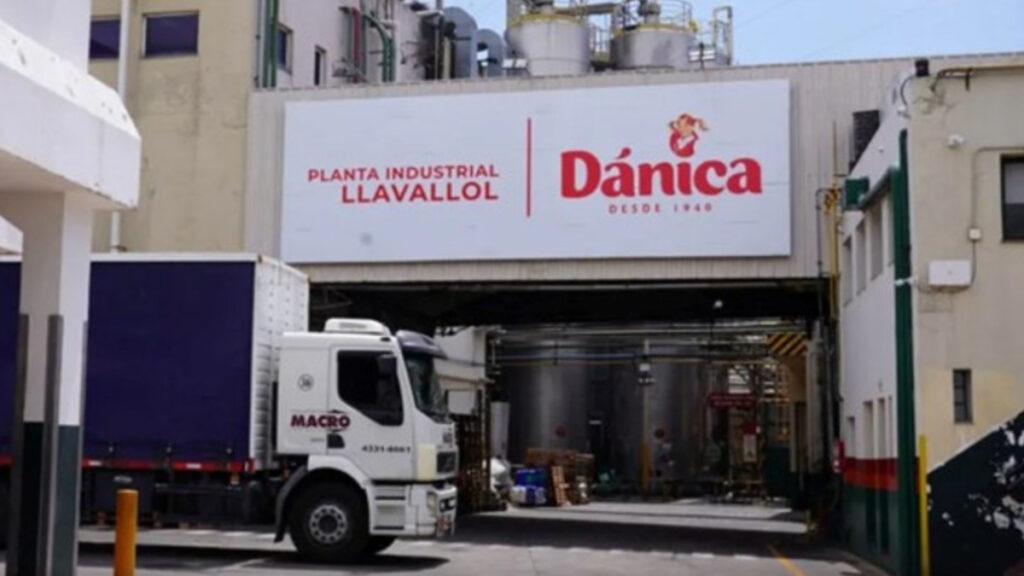 PLANTA INDUSTRIAL
LLAVALLOL
Dánica
DESDE 1940
MACRO
4331-8061